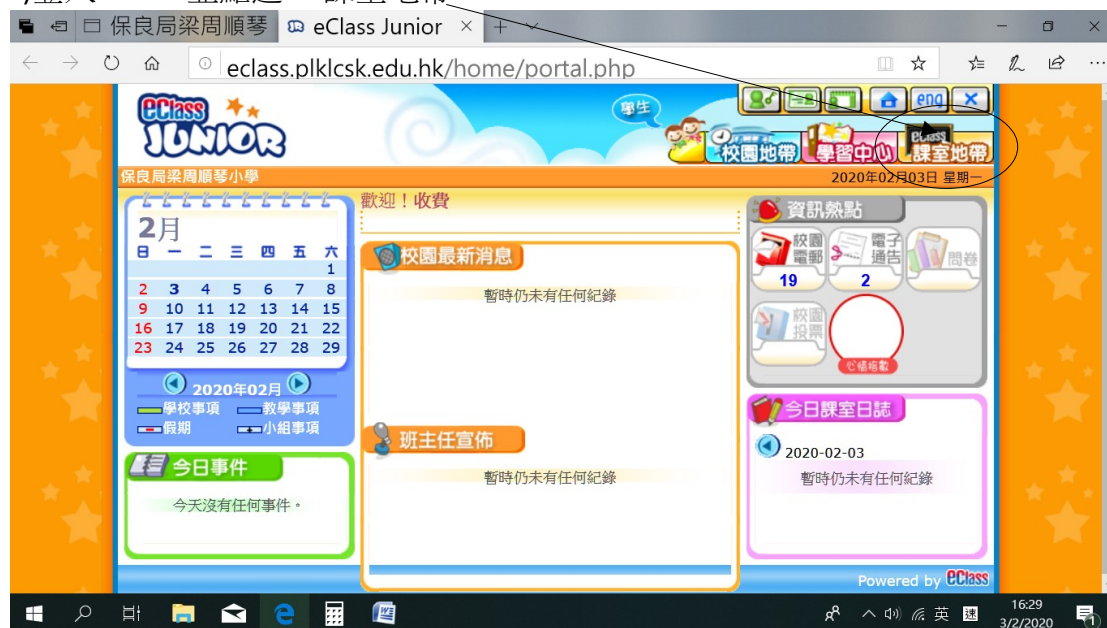 保良局梁周順琴
eClass Junior
eclass.plklcsk.edu.hk/home/portal.php
eClass
JUNIOR
學生
eng
校園地帶
學習中心
eClass
課室地帶
保良局梁周順琴小學
2020年02月03日 星期一
2月
日 一 二 三 四 五 六
1
2 3 4 5 6 7 8
9 10 11 12 13 14 15
16 17 18 19 20 21 22
23 24 25 26 27 28 29
2020年02月
學校事項 教學事項
假期 小組事項
今日事件
今天沒有任何事件。
歡迎！收費
校園最新消息
暫時仍未有任何紀錄
班主任宣佈
暫時仍未有任何紀錄
資訊熱點
校園電郵
19
電子通告
2
問卷
校園投票
心情指數
今日課室日誌
2020-02-03
暫時仍未有任何紀錄
Powered by eClass
英
速
16:29
3/2/2020